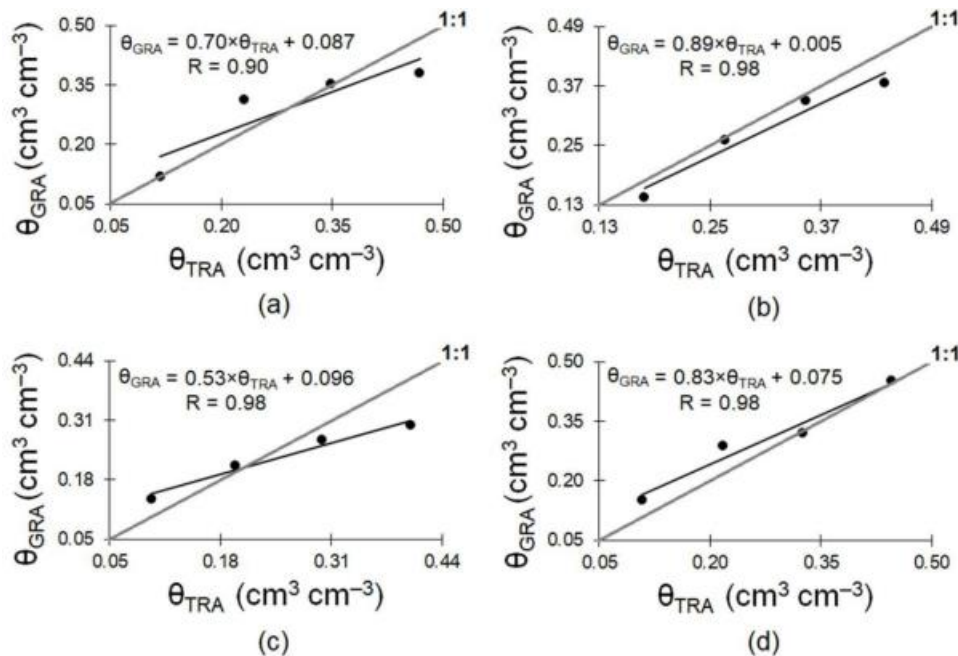 0.50
0.35
0.20
0.05
0.05
0.20
0.35
0.50
θGRA (cm³ cm⁻³)
θGRA = 0.70×θTRA + 0.087
R = 0.90
1:1
θTRA (cm³ cm⁻³)
(a)
0.49
0.37
0.25
0.13
0.13
0.25
0.37
0.49
θGRA (cm³ cm⁻³)
θGRA = 0.89×θTRA + 0.005
R = 0.98
1:1
θTRA (cm³ cm⁻³)
(b)
0.44
0.31
0.18
0.05
0.05
0.18
0.31
0.44
θGRA (cm³ cm⁻³)
θGRA = 0.53×θTRA + 0.096
R = 0.98
1:1
θTRA (cm³ cm⁻³)
(c)
0.50
0.35
0.20
0.05
0.05
0.20
0.35
0.50
θGRA (cm³ cm⁻³)
θGRA = 0.83×θTRA + 0.075
R = 0.98
1:1
θTRA (cm³ cm⁻³)
(d)